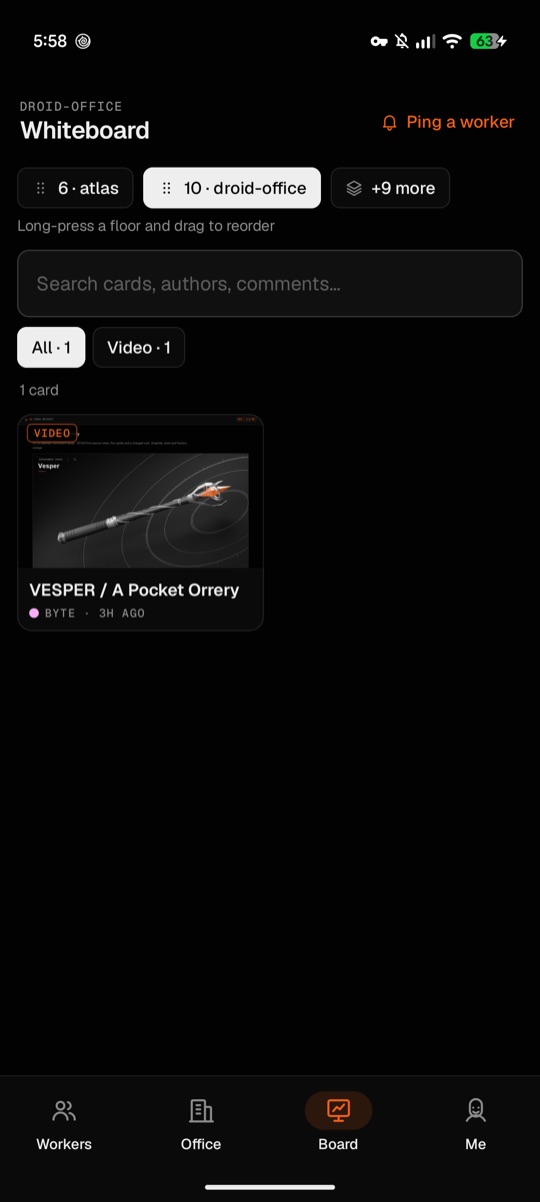 5:58
63
DROID-OFFICE
Whiteboard
Ping a worker
6 · atlas
10 · droid-office
+9 more
Long-press a floor and drag to reorder
Search cards, authors, comments...
All · 1
Video · 1
1 card
VIDEO
Vesper
VESPER / A Pocket Orrery
BYTE · 3H AGO
Workers
Office
Board
Me